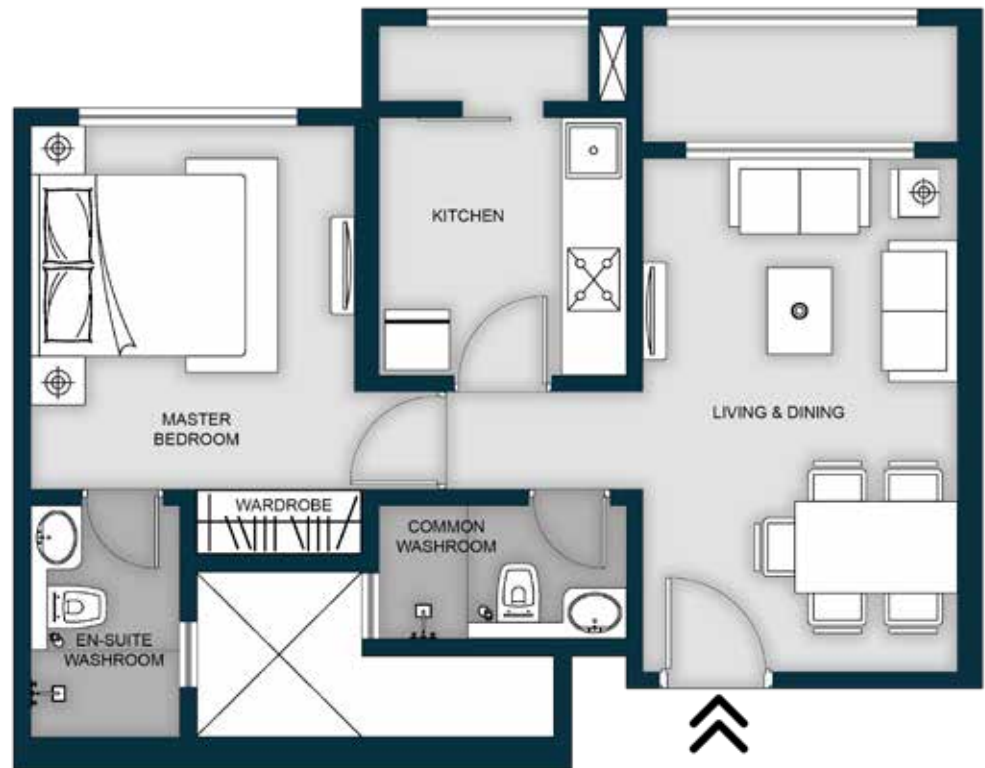 KITCHEN
MASTER
BEDROOM
LIVING & DINING
WARDROBE
COMMON
WASHROOM
EN-SUITE
WASHROOM